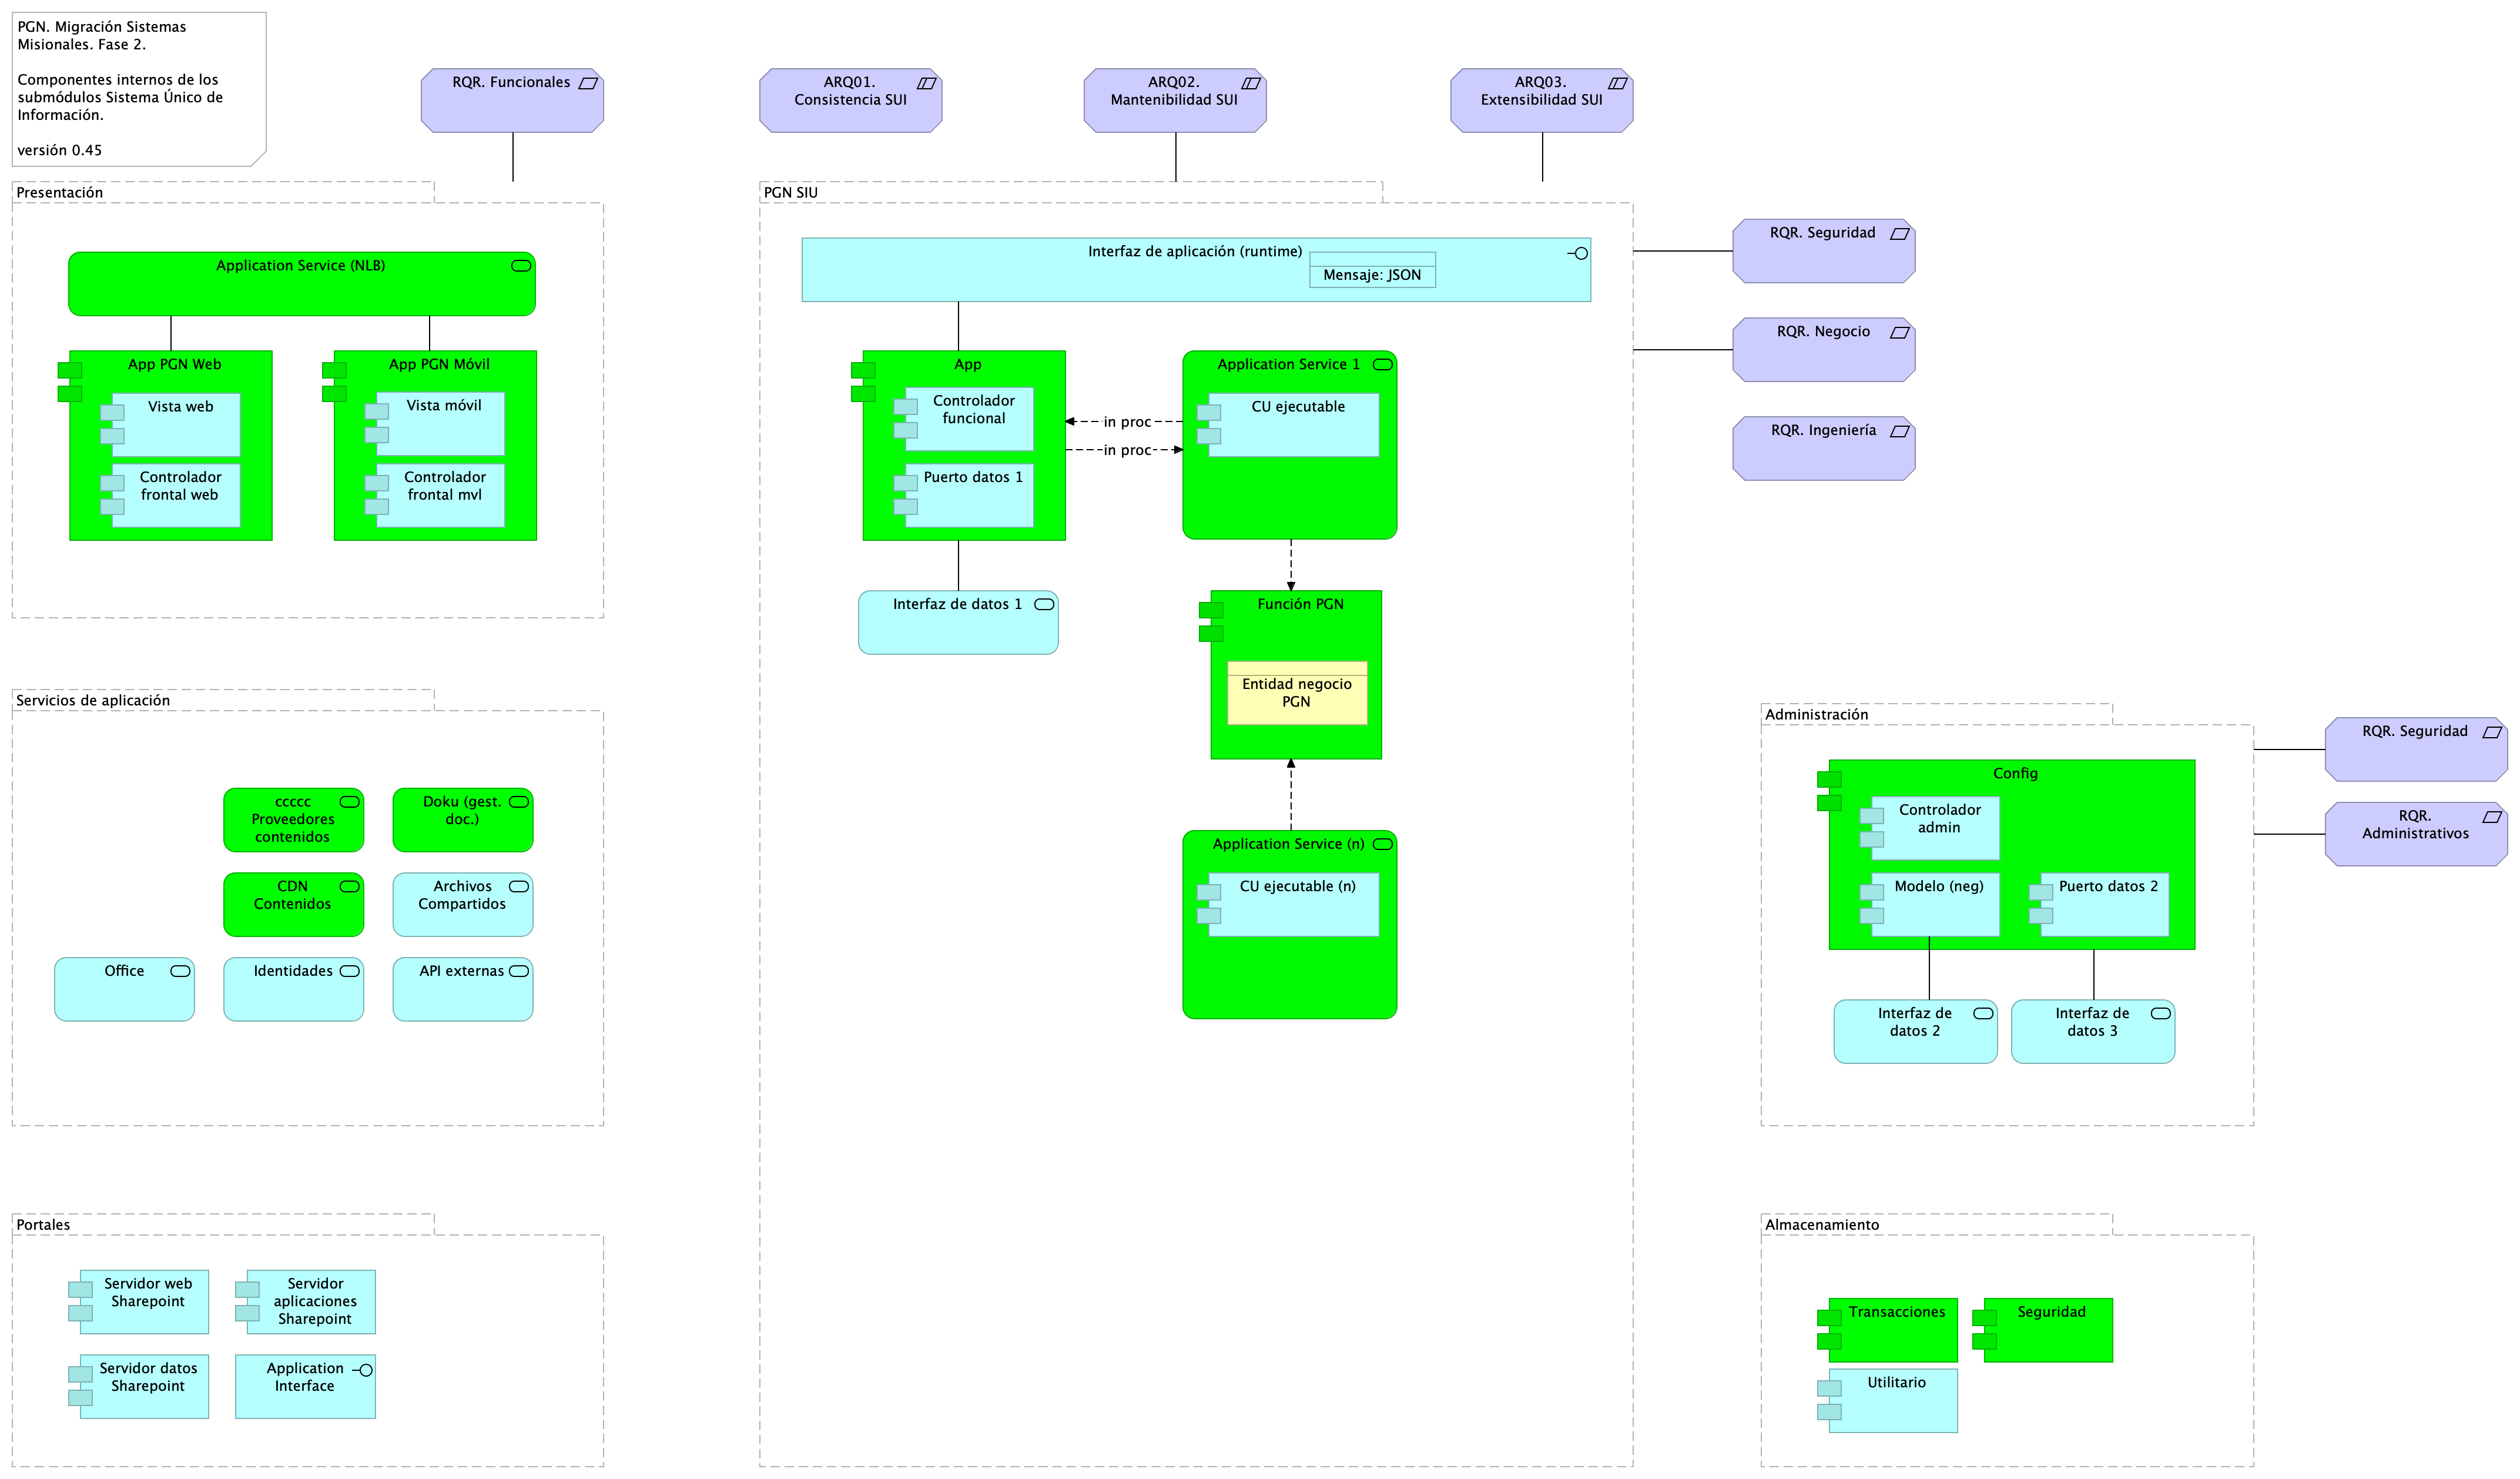 PGN. Migración Sistemas
Misionales. Fase 2.
Componentes internos de los
submódulos Sistema Único de
Información.
versión 0.45
RQR. Funcionales
ARQ01.
Consistencia SUI
ARQ02.
Mantenibilidad SUI
ARQ03.
Extensibilidad SUI
Presentación
Application Service (NLB)
App PGN Web
Vista web
Controlador
frontal web
App PGN Móvil
Vista móvil
Controlador
frontal mvl
PGN SIU
Interfaz de aplicación (runtime)
Mensaje: JSON
App
Controlador
funcional
Puerto datos 1
in proc
in proc
Application Service 1
CU ejecutable
Interfaz de datos 1
Función PGN
Entidad negocio
PGN
Application Service (n)
CU ejecutable (n)
RQR. Seguridad
RQR. Negocio
RQR. Ingeniería
Servicios de aplicación
ccccc
Proveedores
contenidos
Doku (gest.
doc.)
CDN
Contenidos
Archivos
Compartidos
Office
Identidades
API externas
Administración
Config
Controlador
admin
Modelo (neg)
Puerto datos 2
Interfaz de
datos 2
Interfaz de
datos 3
RQR. Seguridad
RQR.
Administrativos
Portales
Servidor web
Sharepoint
Servidor
aplicaciones
Sharepoint
Servidor datos
Sharepoint
Application
Interface
Almacenamiento
Transacciones
Seguridad
Utilitario